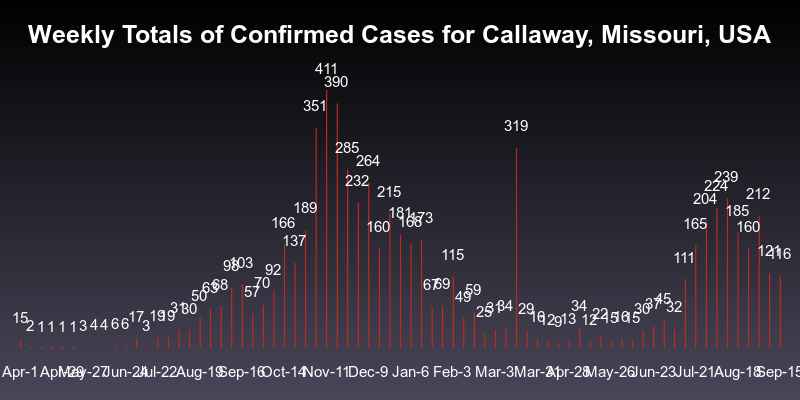 Weekly Totals of Confirmed Cases for Callaway, Missouri, USA
15 2 1 1 1 1 3 4 4 6 6 17 3 19 19 31 30 50 63 68 98 103 57 70 92 166 137 189 351 411 390 285 232 264 160 215 181 168 173 67 69 115 49 59 25 31 34 319 29 16 12 9 13 34 12 22 15 16 15 30 37 45 32 111 165 204 224 239 185 160 212 121 116
Apr-1 Apr-29 May-27 Jun-24 Jul-22 Aug-19 Sep-16 Oct-14 Nov-11 Dec-9 Jan-6 Feb-3 Mar-3 Mar-31 Apr-28 May-26 Jun-23 Jul-21 Aug-18 Sep-15